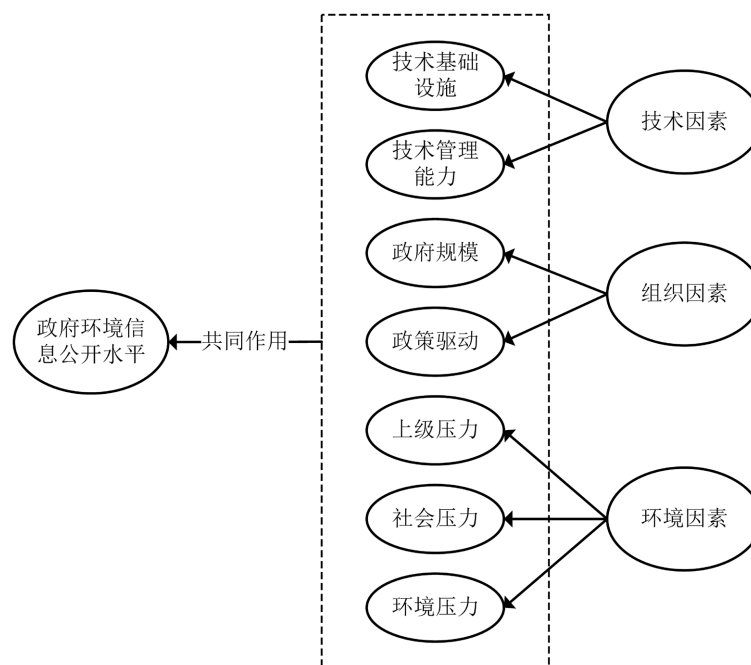 技术基础
设施
技术管理
能力
政府规模
政策驱动
上级压力
社会压力
环境压力
技术因素
组织因素
环境因素
政府环境信
息公开水平
共同作用